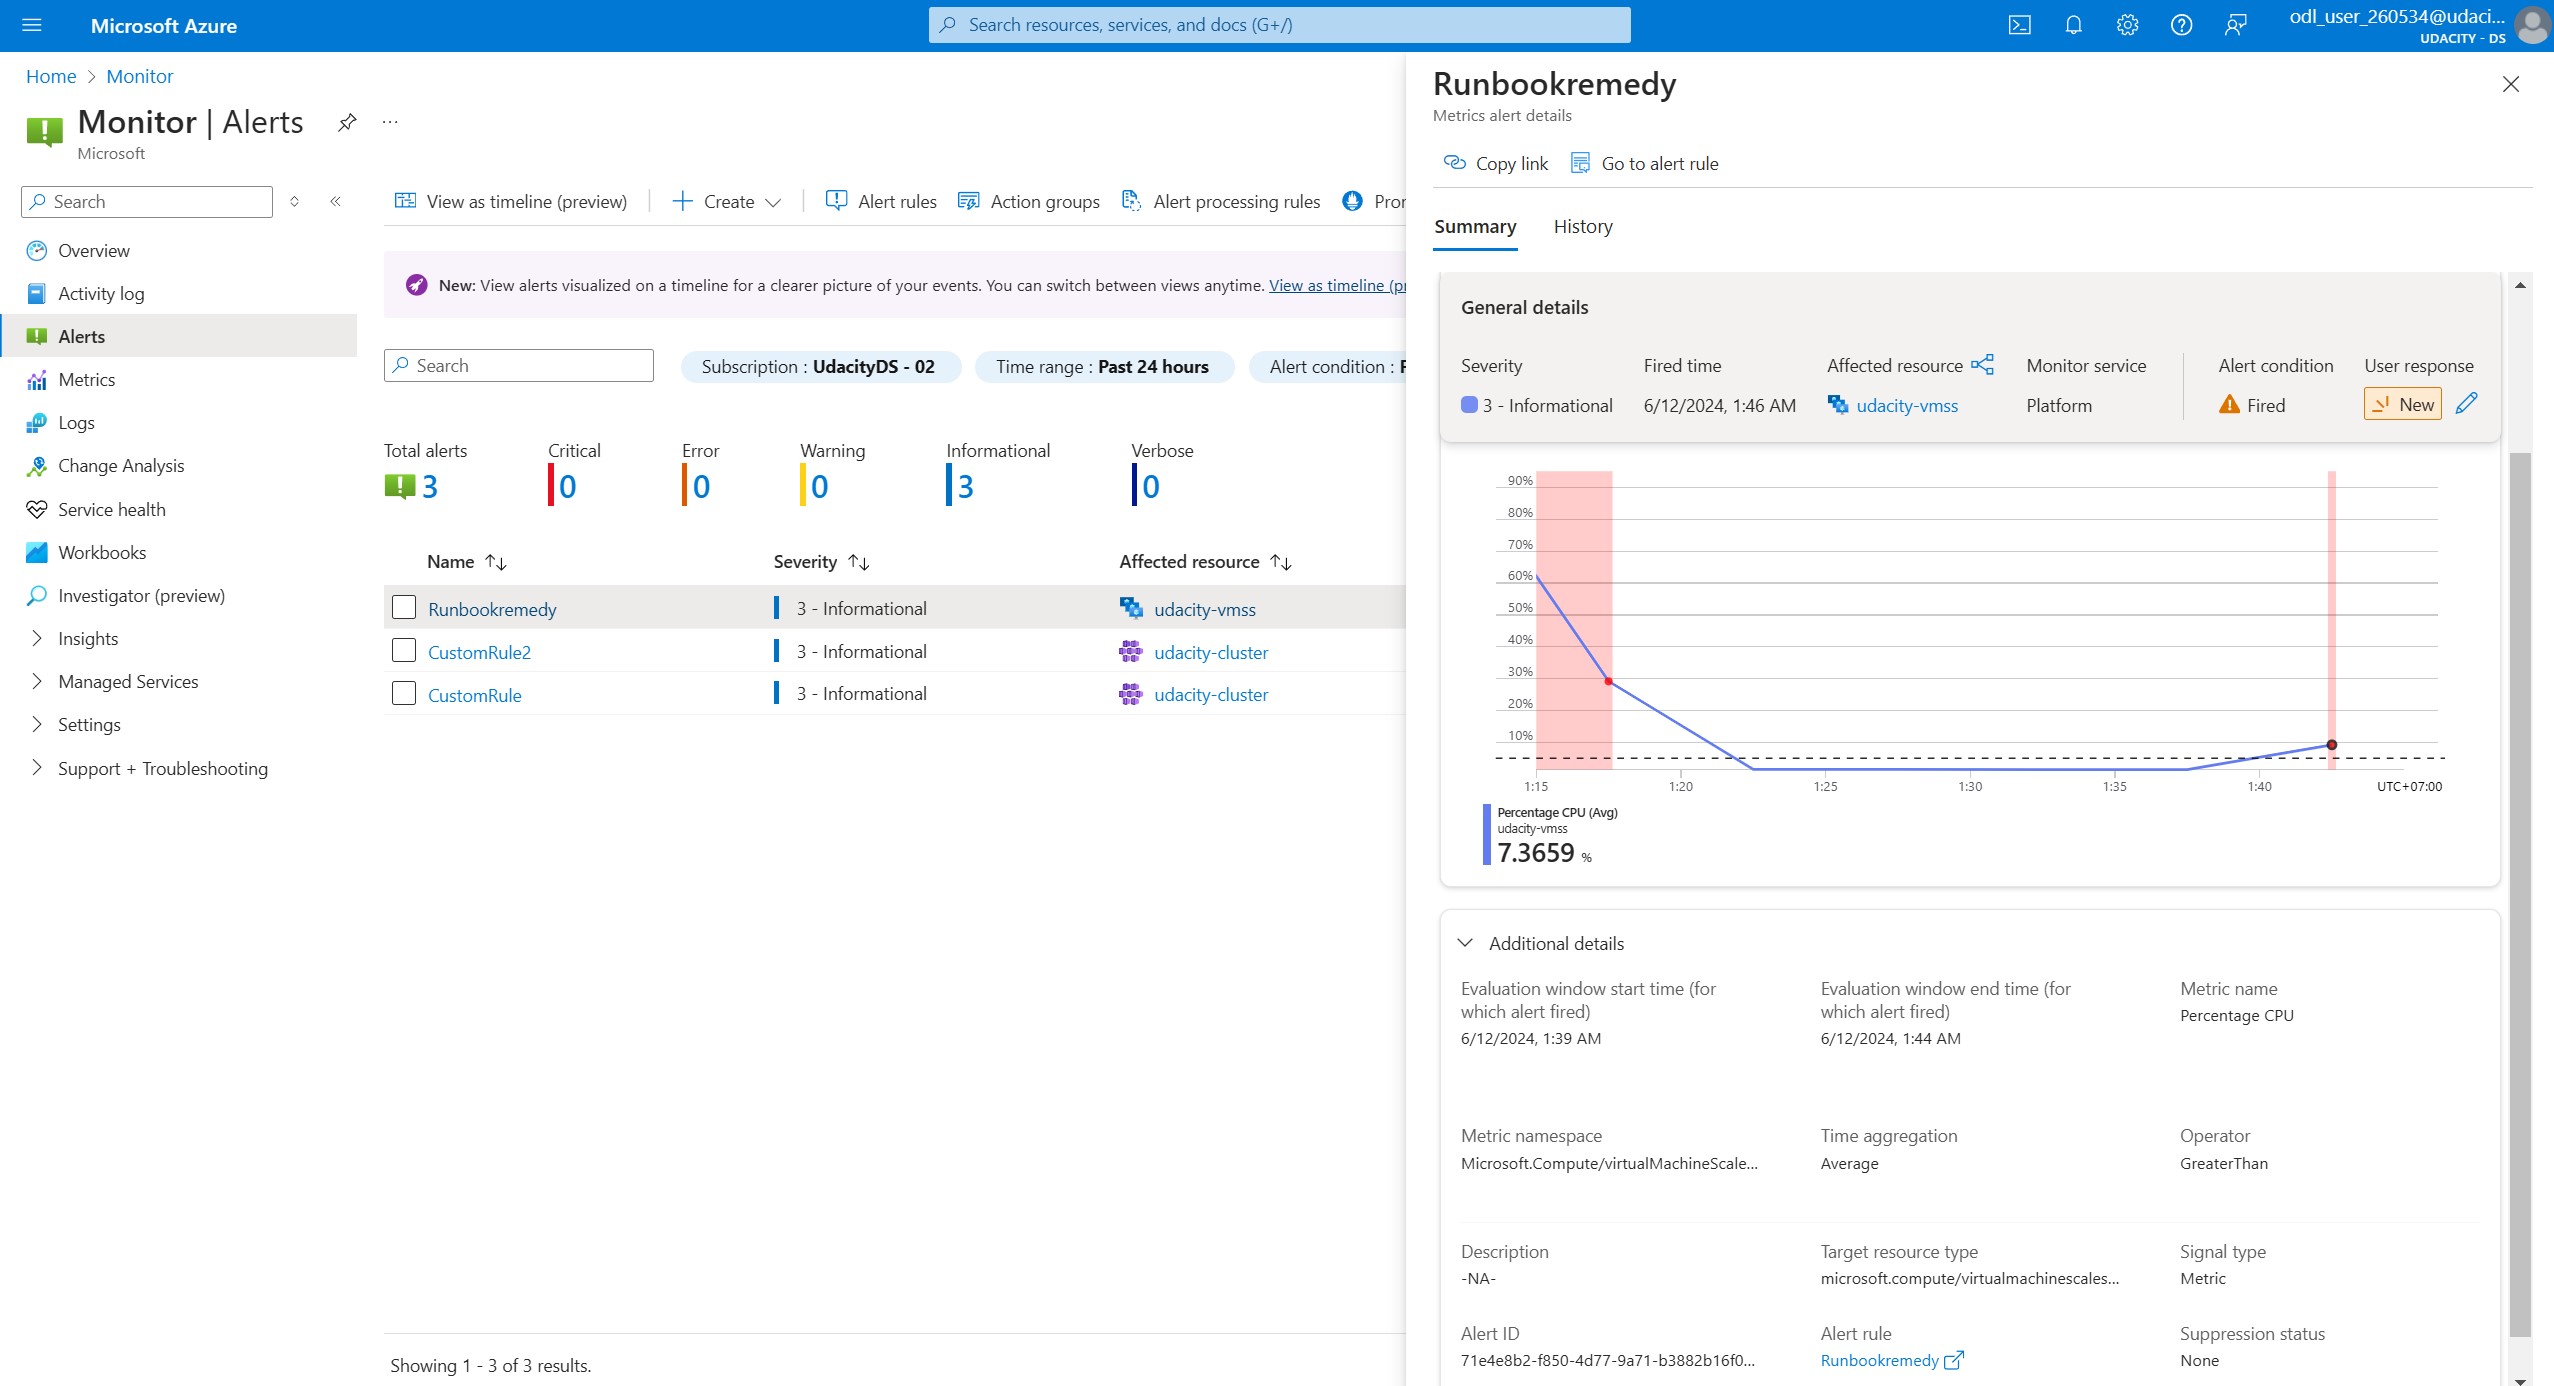 Microsoft Azure
Search resources, services, and docs (G+/)
odl_user_260534@udaci...
UDACITY - DS
Home > Monitor
Monitor | Alerts
...
Microsoft
Search
Overview
Activity log
Alerts
Metrics
Logs
Change Analysis
Service health
Workbooks
Investigator (preview)
Insights
Managed Services
Settings
Support + Troubleshooting
View as timeline (preview)
Create
Alert rules
Action groups
Alert processing rules
New: View alerts visualized on a timeline for a clearer picture of your events. You can switch between views anytime. View as timeline (pr
Search
Subscription : UdacityDS - 02
Time range : Past 24 hours
Alert condition : F
Total alerts
3
Critical
0
Error
0
Warning
0
Informational
3
Verbose
0
Name Severity Affected resource
Runbookremedy 3 - Informational udacity-vmss
CustomRule2 3 - Informational udacity-cluster
CustomRule 3 - Informational udacity-cluster
Showing 1 - 3 of 3 results.
Runbookremedy
Metrics alert details
Copy link
Go to alert rule
Summary
History
General details
Severity
3 - Informational
Fired time
6/12/2024, 1:46 AM
Affected resource
udacity-vmss
Monitor service
Platform
Alert condition
Fired
User response
New
90%
80%
70%
60%
50%
40%
30%
20%
10%
1:15 1:20 1:25 1:30 1:35 1:40 UTC+07:00
Percentage CPU (Avg)
udacity-vmss
7.3659 %
Additional details
Evaluation window start time (for
which alert fired)
6/12/2024, 1:39 AM
Evaluation window end time (for
which alert fired)
6/12/2024, 1:44 AM
Metric name
Percentage CPU
Metric namespace
Microsoft.Compute/virtualMachineScale...
Time aggregation
Average
Operator
GreaterThan
Description
-NA-
Target resource type
microsoft.compute/virtualmachinescales...
Signal type
Metric
Alert ID
71e4e8b2-f850-4d77-9a71-b3882b16f0...
Alert rule
Runbookremedy
Suppression status
None